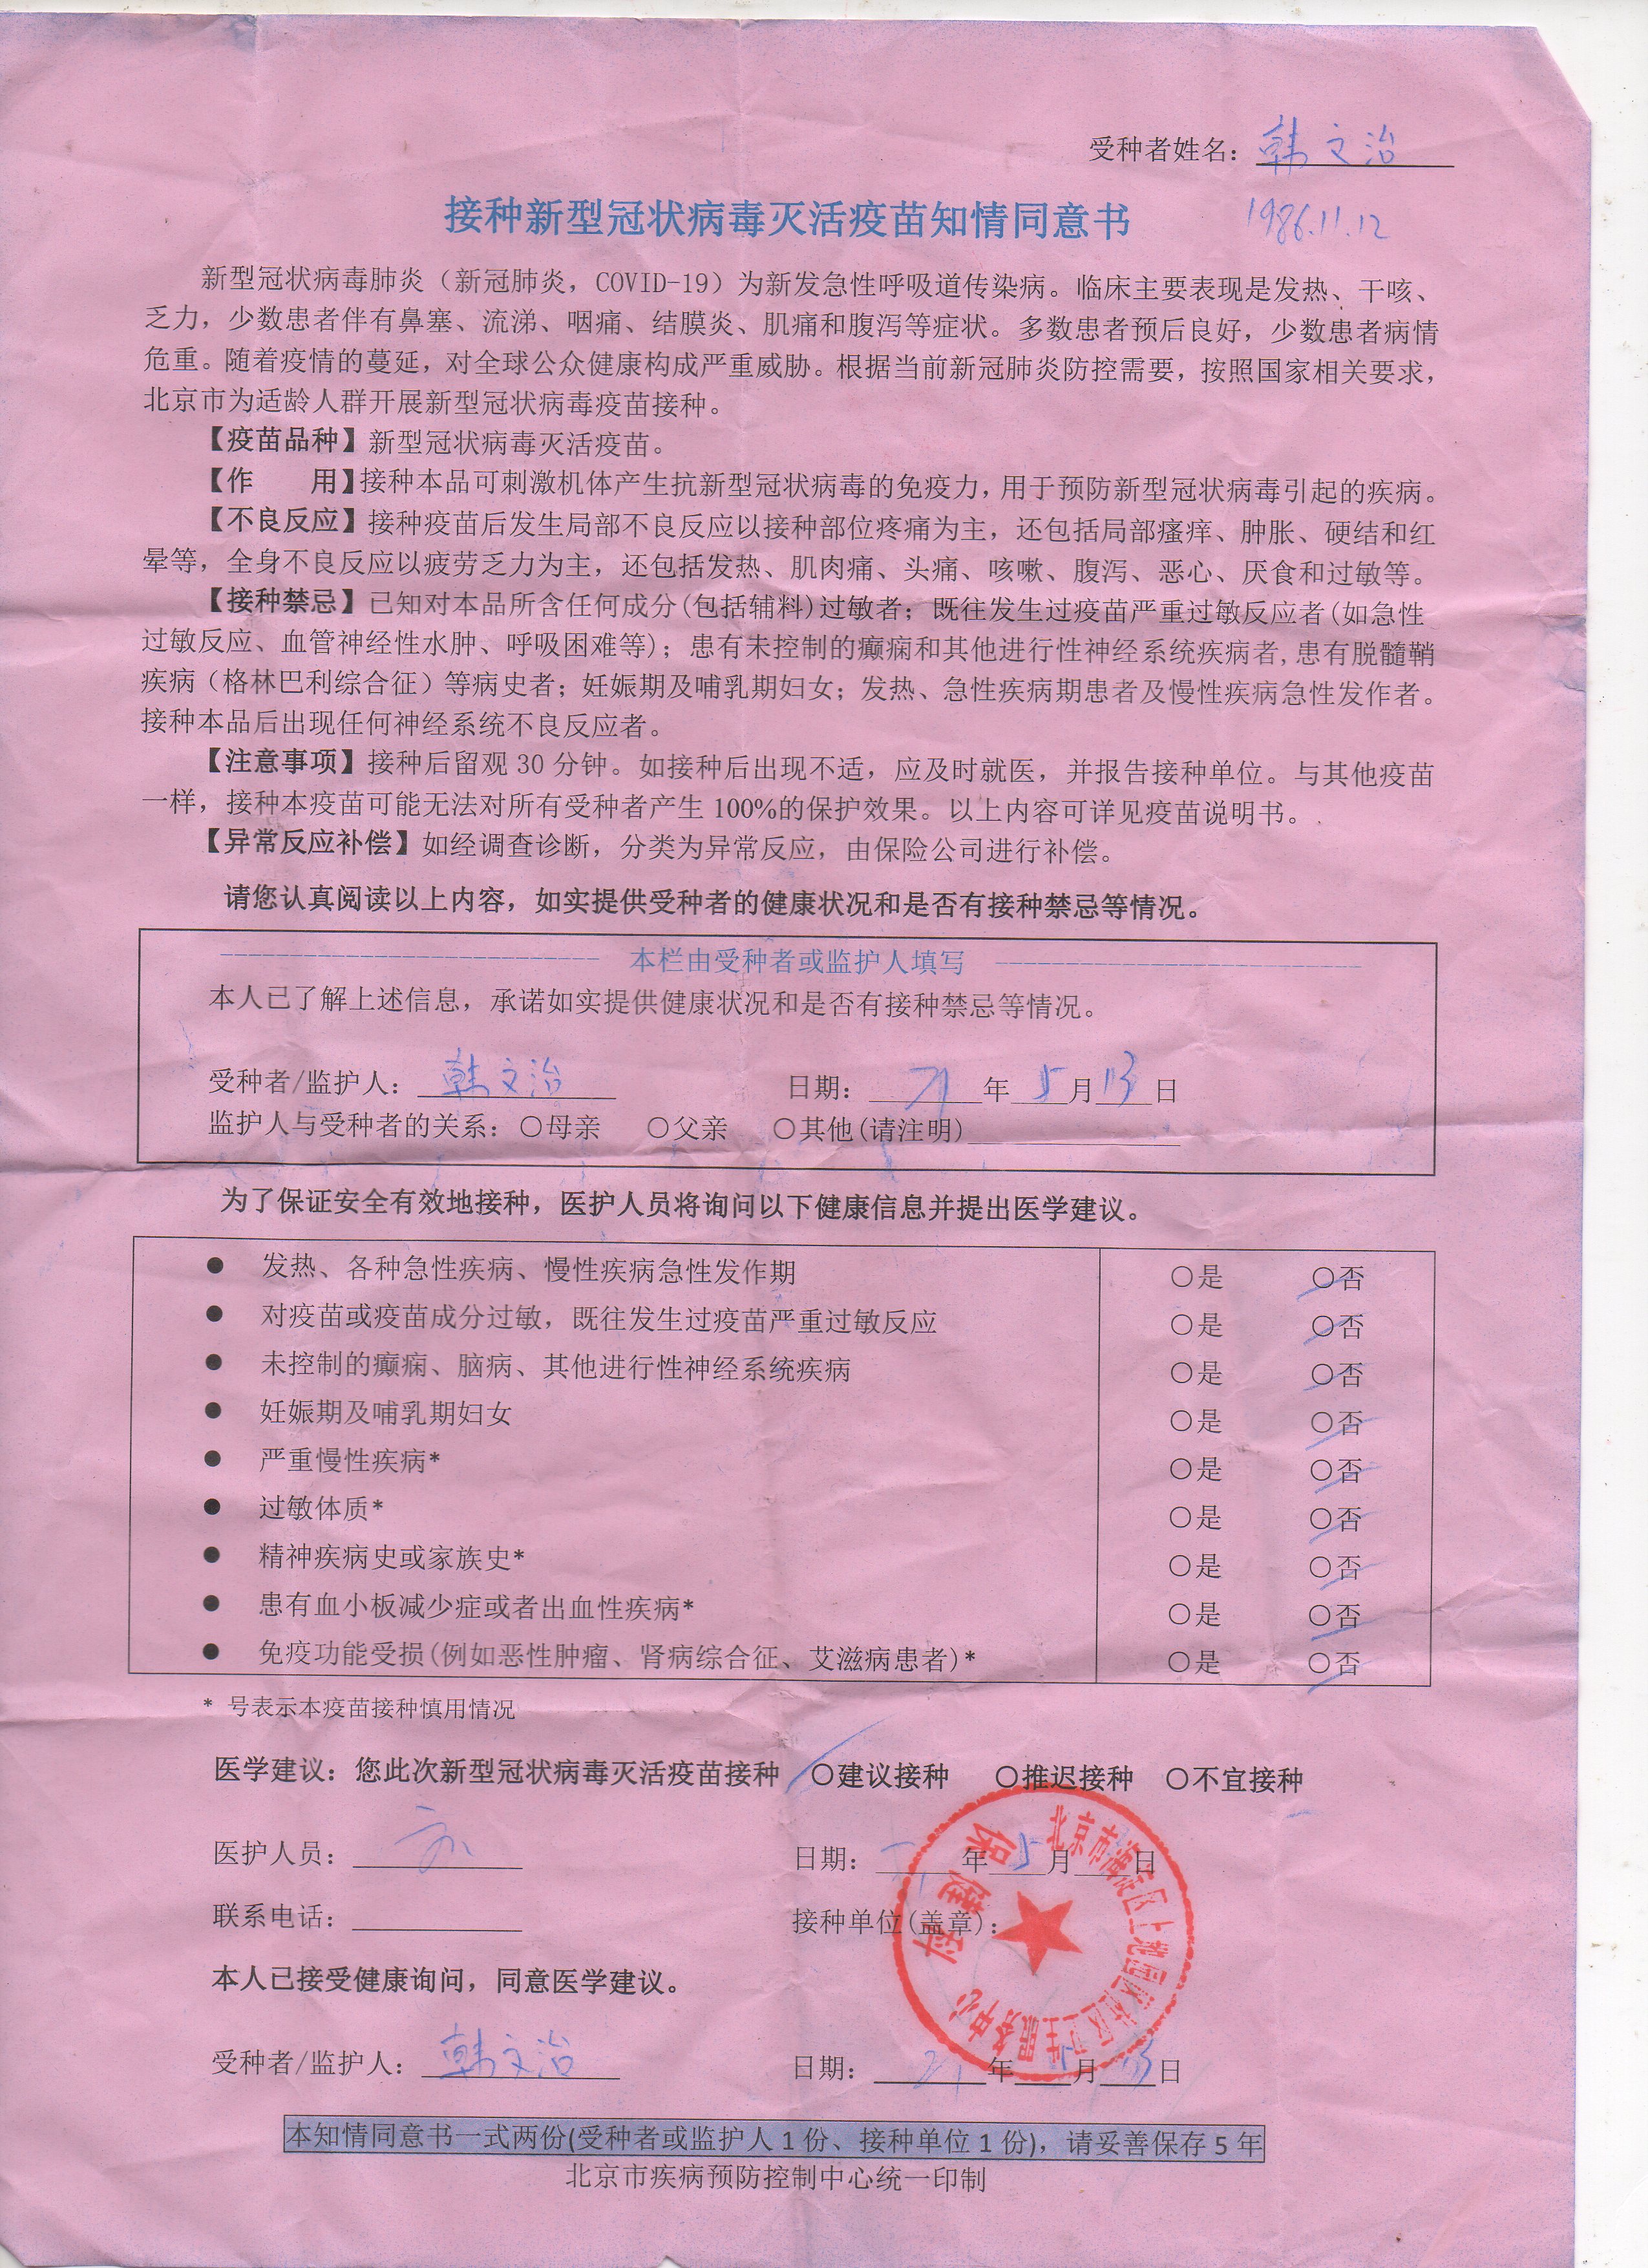 受种者姓名：韩文治
接种新型冠状病毒灭活疫苗知情同意书
1986.11.12
新型冠状病毒肺炎（新冠肺炎，COVID-19）为新发急性呼吸道传染病。临床主要表现是发热、干咳、
乏力，少数患者伴有鼻塞、流涕、咽痛、结膜炎、肌痛和腹泻等症状。多数患者预后良好，少数患者病情
危重。随着疫情的蔓延，对全球公众健康构成严重威胁。根据当前新冠肺炎防控需要，按照国家相关要求，
北京市为适龄人群开展新型冠状病毒疫苗接种。
【疫苗品种】新型冠状病毒灭活疫苗。
【作　　用】接种本品可刺激机体产生抗新型冠状病毒的免疫力，用于预防新型冠状病毒引起的疾病。
【不良反应】接种疫苗后发生局部不良反应以接种部位疼痛为主，还包括局部瘙痒、肿胀、硬结和红
晕等，全身不良反应以疲劳乏力为主，还包括发热、肌肉痛、头痛、咳嗽、腹泻、恶心、厌食和过敏等。
【接种禁忌】已知对本品所含任何成分(包括辅料)过敏者；既往发生过疫苗严重过敏反应者(如急性
过敏反应、血管神经性水肿、呼吸困难等)；患有未控制的癫痫和其他进行性神经系统疾病者,患有脱髓鞘
疾病（格林巴利综合征）等病史者；妊娠期及哺乳期妇女；发热、急性疾病期患者及慢性疾病急性发作者。
接种本品后出现任何神经系统不良反应者。
【注意事项】接种后留观 30 分钟。如接种后出现不适，应及时就医，并报告接种单位。与其他疫苗
一样，接种本疫苗可能无法对所有受种者产生 100%的保护效果。以上内容可详见疫苗说明书。
【异常反应补偿】如经调查诊断，分类为异常反应，由保险公司进行补偿。
请您认真阅读以上内容，如实提供受种者的健康状况和是否有接种禁忌等情况。
本栏由受种者或监护人填写
本人已了解上述信息，承诺如实提供健康状况和是否有接种禁忌等情况。
受种者/监护人：韩文治 日期：21年5月13日
监护人与受种者的关系：○母亲 ○父亲 ○其他(请注明)
为了保证安全有效地接种，医护人员将询问以下健康信息并提出医学建议。
● 发热、各种急性疾病、慢性疾病急性发作期 ○是 ○否
● 对疫苗或疫苗成分过敏，既往发生过疫苗严重过敏反应 ○是 ○否
● 未控制的癫痫、脑病、其他进行性神经系统疾病 ○是 ○否
● 妊娠期及哺乳期妇女 ○是 ○否
● 严重慢性疾病* ○是 ○否
● 过敏体质* ○是 ○否
● 精神疾病史或家族史* ○是 ○否
● 患有血小板减少症或者出血性疾病* ○是 ○否
● 免疫功能受损(例如恶性肿瘤、肾病综合征、艾滋病患者)* ○是 ○否
* 号表示本疫苗接种慎用情况
医学建议：您此次新型冠状病毒灭活疫苗接种 ○建议接种 ○推迟接种 ○不宜接种
医护人员： 日期： 年5月 日
联系电话： 接种单位(盖章)：
北京市海淀区上地园区社区卫生服务中心
保健科
本人已接受健康询问，同意医学建议。
受种者/监护人：韩文治 日期：21年5月13日
本知情同意书一式两份(受种者或监护人 1 份、接种单位 1 份)，请妥善保存 5 年
北京市疾病预防控制中心统一印制